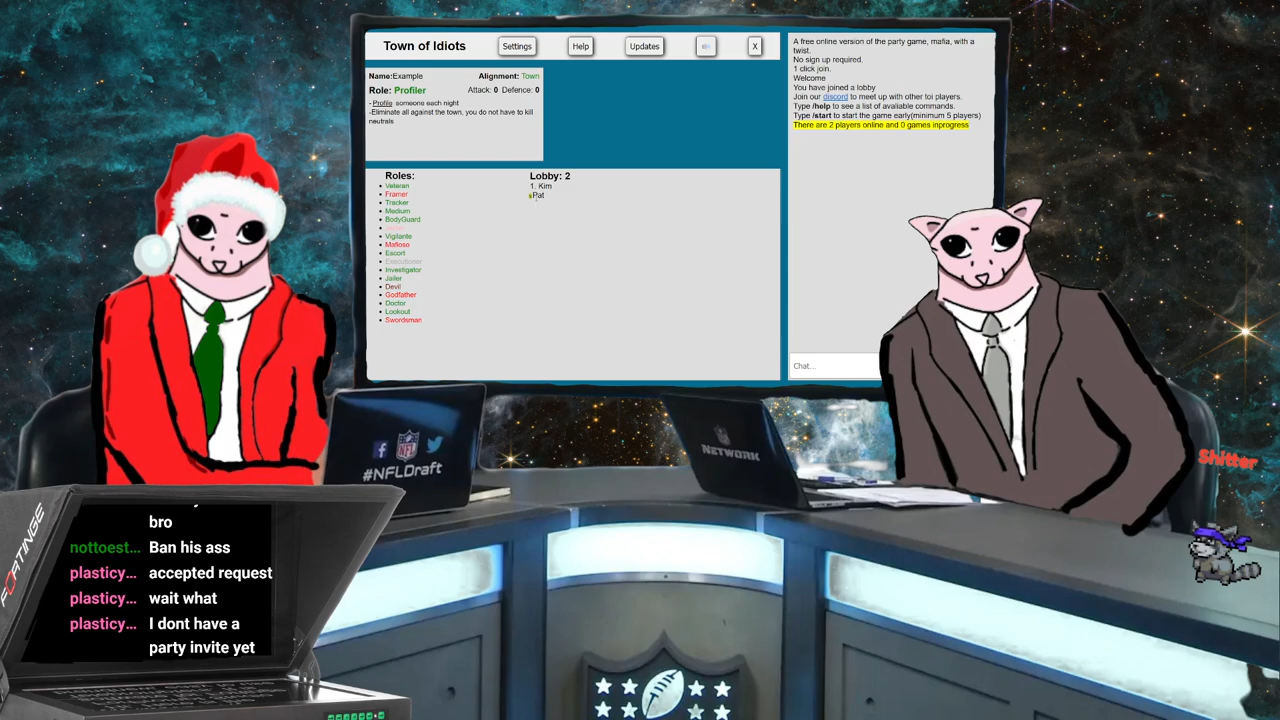 Town of Idiots
Settings
Help
Updates
X
Name:Example
Alignment: Town
Role: Profiler
Attack: 0 Defence: 0
- Profile someone each night
-Eliminate all against the town, you do not have to kill
neutrals
Roles:
Veteran
Framer
Tracker
Medium
BodyGuard
Vigilante
Mafioso
Escort
Executioner
Investigator
Jailer
Devil
Godfather
Doctor
Lookout
Swordsman
Lobby: 2
1. Kim
Pat
A free online version of the party game, mafia, with a
twist.
No sign up required.
1 click join.
Welcome
You have joined a lobby
Join our discord to meet up with other toi players.
Type /help to see a list of available commands.
Type /start to start the game early(minimum 5 players)
There are 2 players online and 0 games inprogress
Chat...
#NFLDraft
NFL
NETWORK
Shitter
FORTINGE
bro
nottoest... Ban his ass
plasticy... accepted request
plasticy... wait what
plasticy... I dont have a
party invite yet